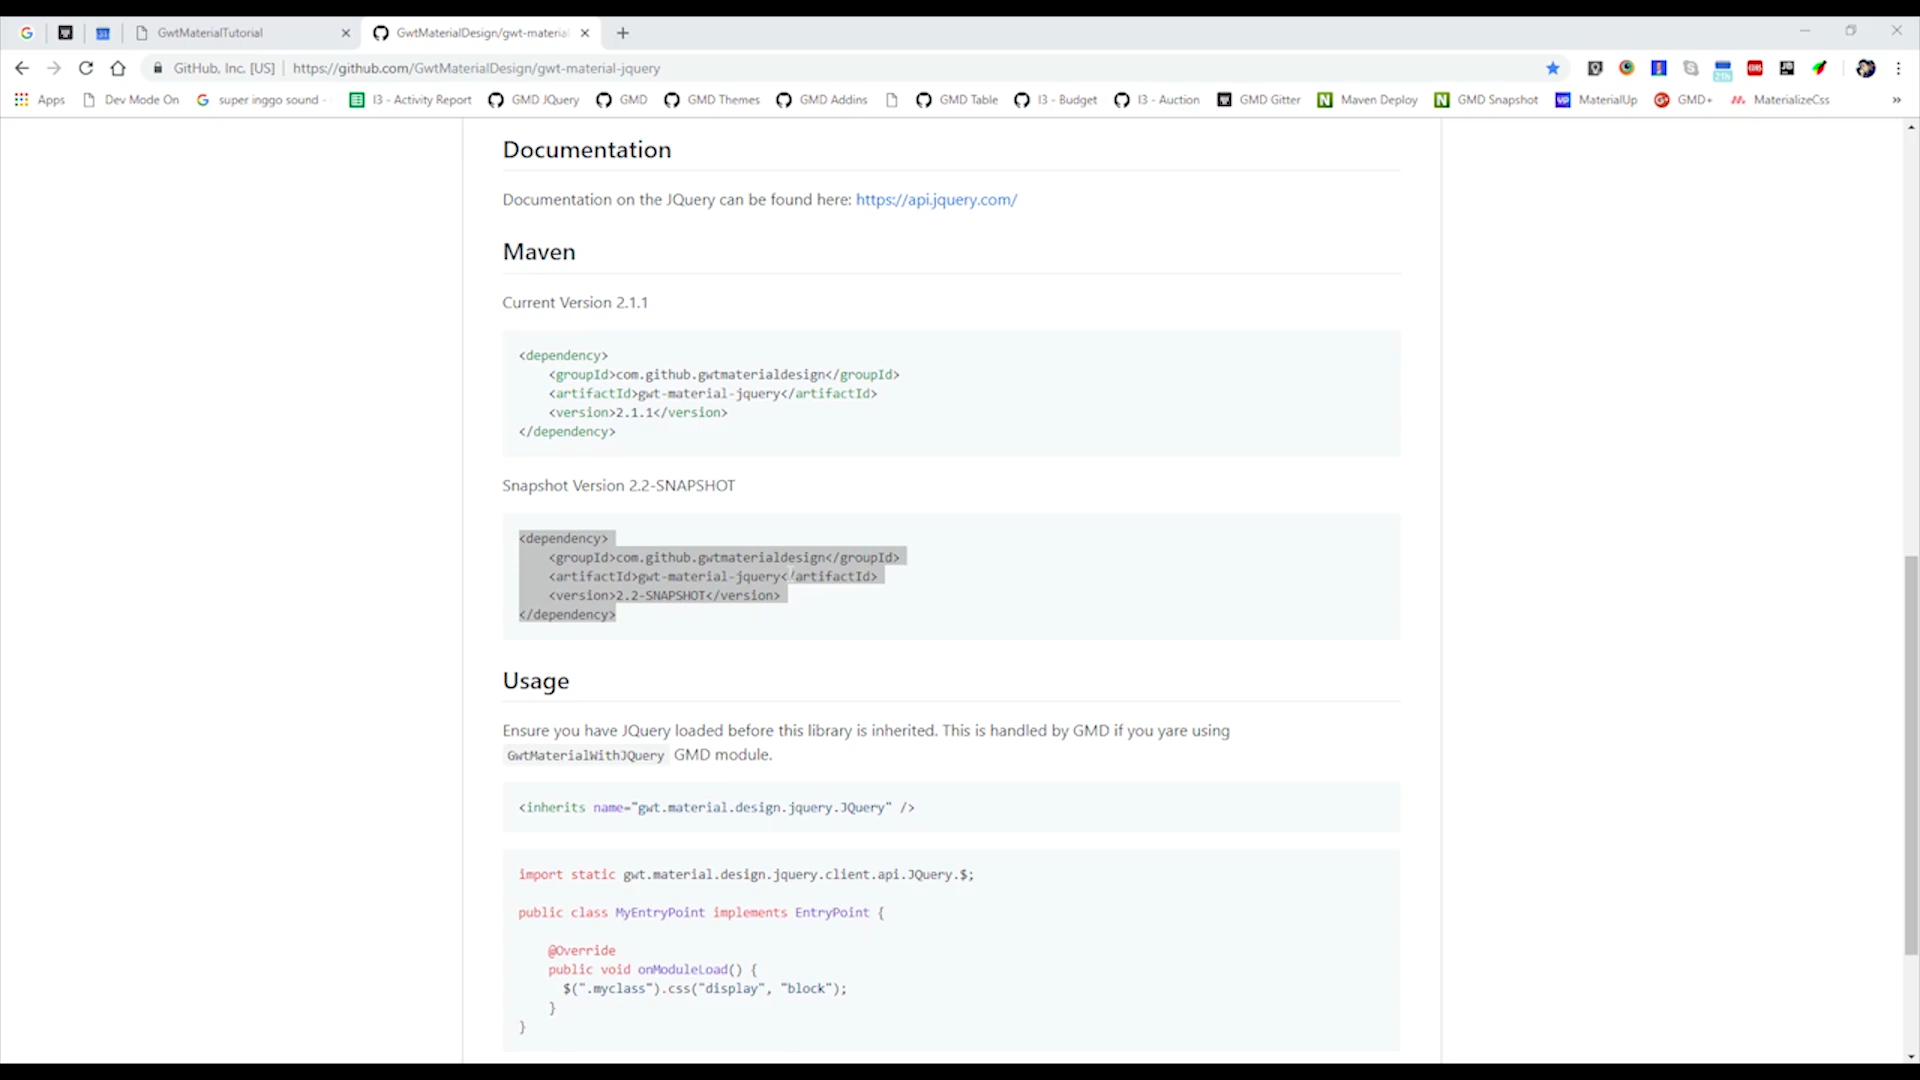 GwtMaterialTutorial
GwtMaterialDesign/gwt-material
GitHub, Inc. [US] | https://github.com/GwtMaterialDesign/gwt-material-jquery
Apps Dev Mode On super inggo sound - I3 - Activity Report GMD JQuery GMD GMD Themes GMD Addins GMD Table I3 - Budget I3 - Auction GMD Gitter Maven Deploy GMD Snapshot MaterialUp GMD+ MaterializeCss »
Documentation
Documentation on the JQuery can be found here: https://api.jquery.com/
Maven
Current Version 2.1.1
<dependency>
<groupId>com.github.gwtmaterialdesign</groupId>
<artifactId>gwt-material-jquery</artifactId>
<version>2.1.1</version>
</dependency>
Snapshot Version 2.2-SNAPSHOT
<dependency>
<groupId>com.github.gwtmaterialdesign</groupId>
<artifactId>gwt-material-jquery</artifactId>
<version>2.2-SNAPSHOT</version>
</dependency>
Usage
Ensure you have JQuery loaded before this library is inherited. This is handled by GMD if you yare using
GwtMaterialWithJQuery GMD module.
<inherits name="gwt.material.design.jquery.JQuery" />
import static gwt.material.design.jquery.client.api.JQuery.$;
public class MyEntryPoint implements EntryPoint {
@Override
public void onModuleLoad() {
$(".myclass").css("display", "block");
}
}